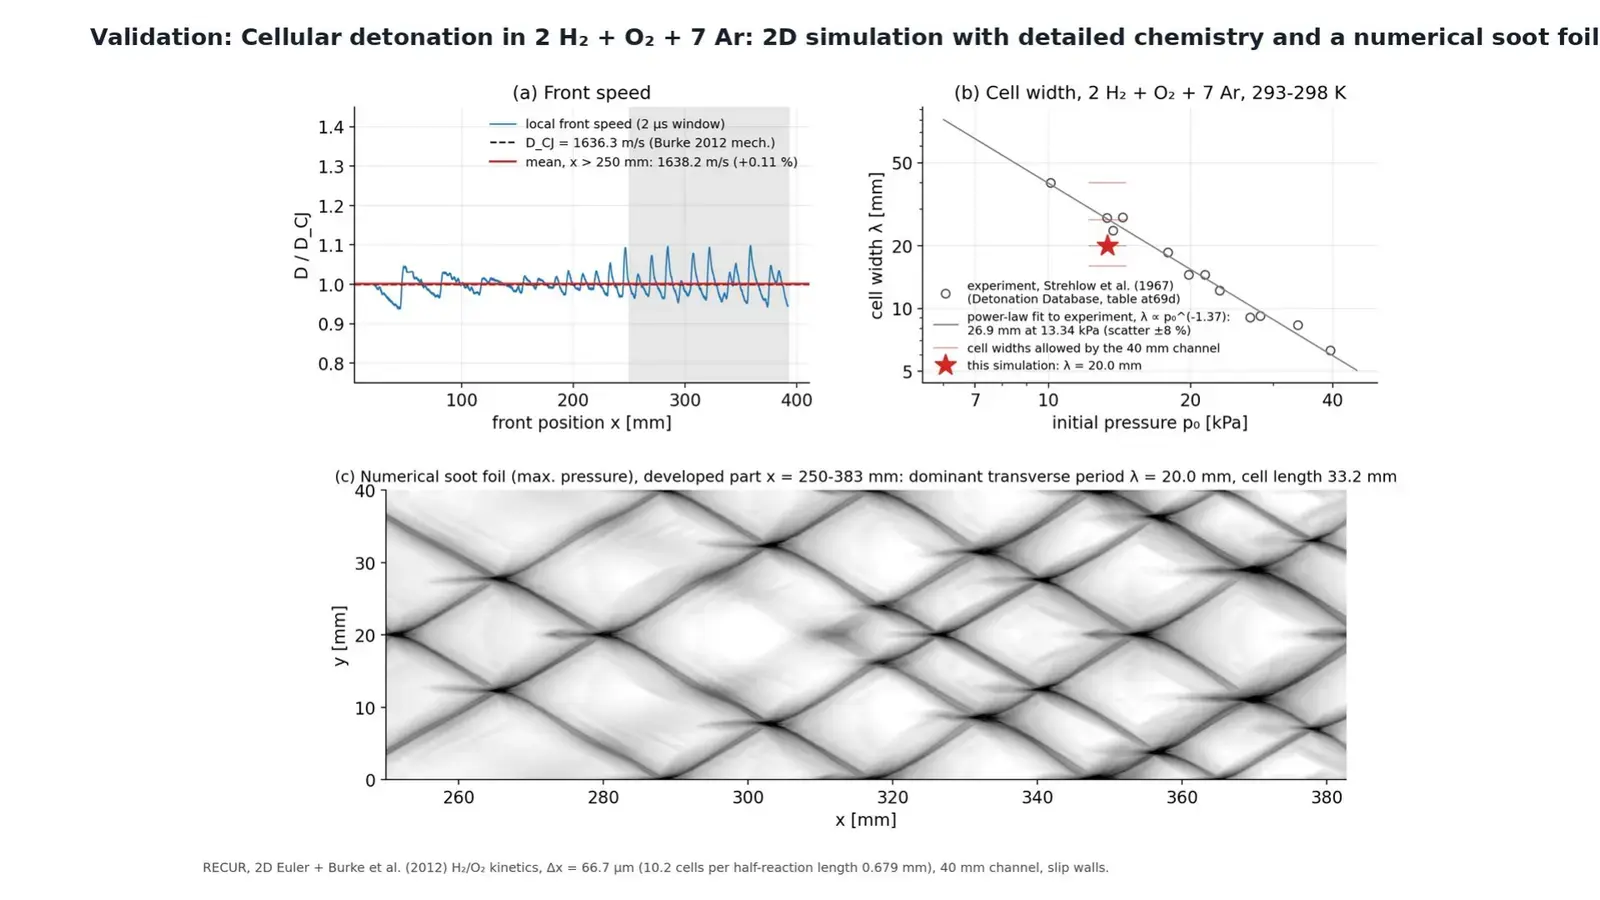 Validation: Cellular detonation in 2 H₂ + O₂ + 7 Ar: 2D simulation with detailed chemistry and a numerical soot foil
(a) Front speed
local front speed (2 µs window)
D_CJ = 1636.3 m/s (Burke 2012 mech.)
mean, x > 250 mm: 1638.2 m/s (+0.11 %)
1.4
1.3
1.2
1.1
1.0
0.9
0.8
D / D_CJ
100
200
300
400
front position x [mm]
(b) Cell width, 2 H₂ + O₂ + 7 Ar, 293-298 K
50
20
10
5
cell width λ [mm]
experiment, Strehlow et al. (1967)
(Detonation Database, table at69d)
power-law fit to experiment, λ ∝ p₀^(-1.37):
26.9 mm at 13.34 kPa (scatter ±8 %)
cell widths allowed by the 40 mm channel
this simulation: λ = 20.0 mm
7
10
20
40
initial pressure p₀ [kPa]
(c) Numerical soot foil (max. pressure), developed part x = 250-383 mm: dominant transverse period λ = 20.0 mm, cell length 33.2 mm
40
30
20
10
0
y [mm]
260
280
300
320
340
360
380
x [mm]
RECUR, 2D Euler + Burke et al. (2012) H₂/O₂ kinetics, Δx = 66.7 µm (10.2 cells per half-reaction length 0.679 mm), 40 mm channel, slip walls.